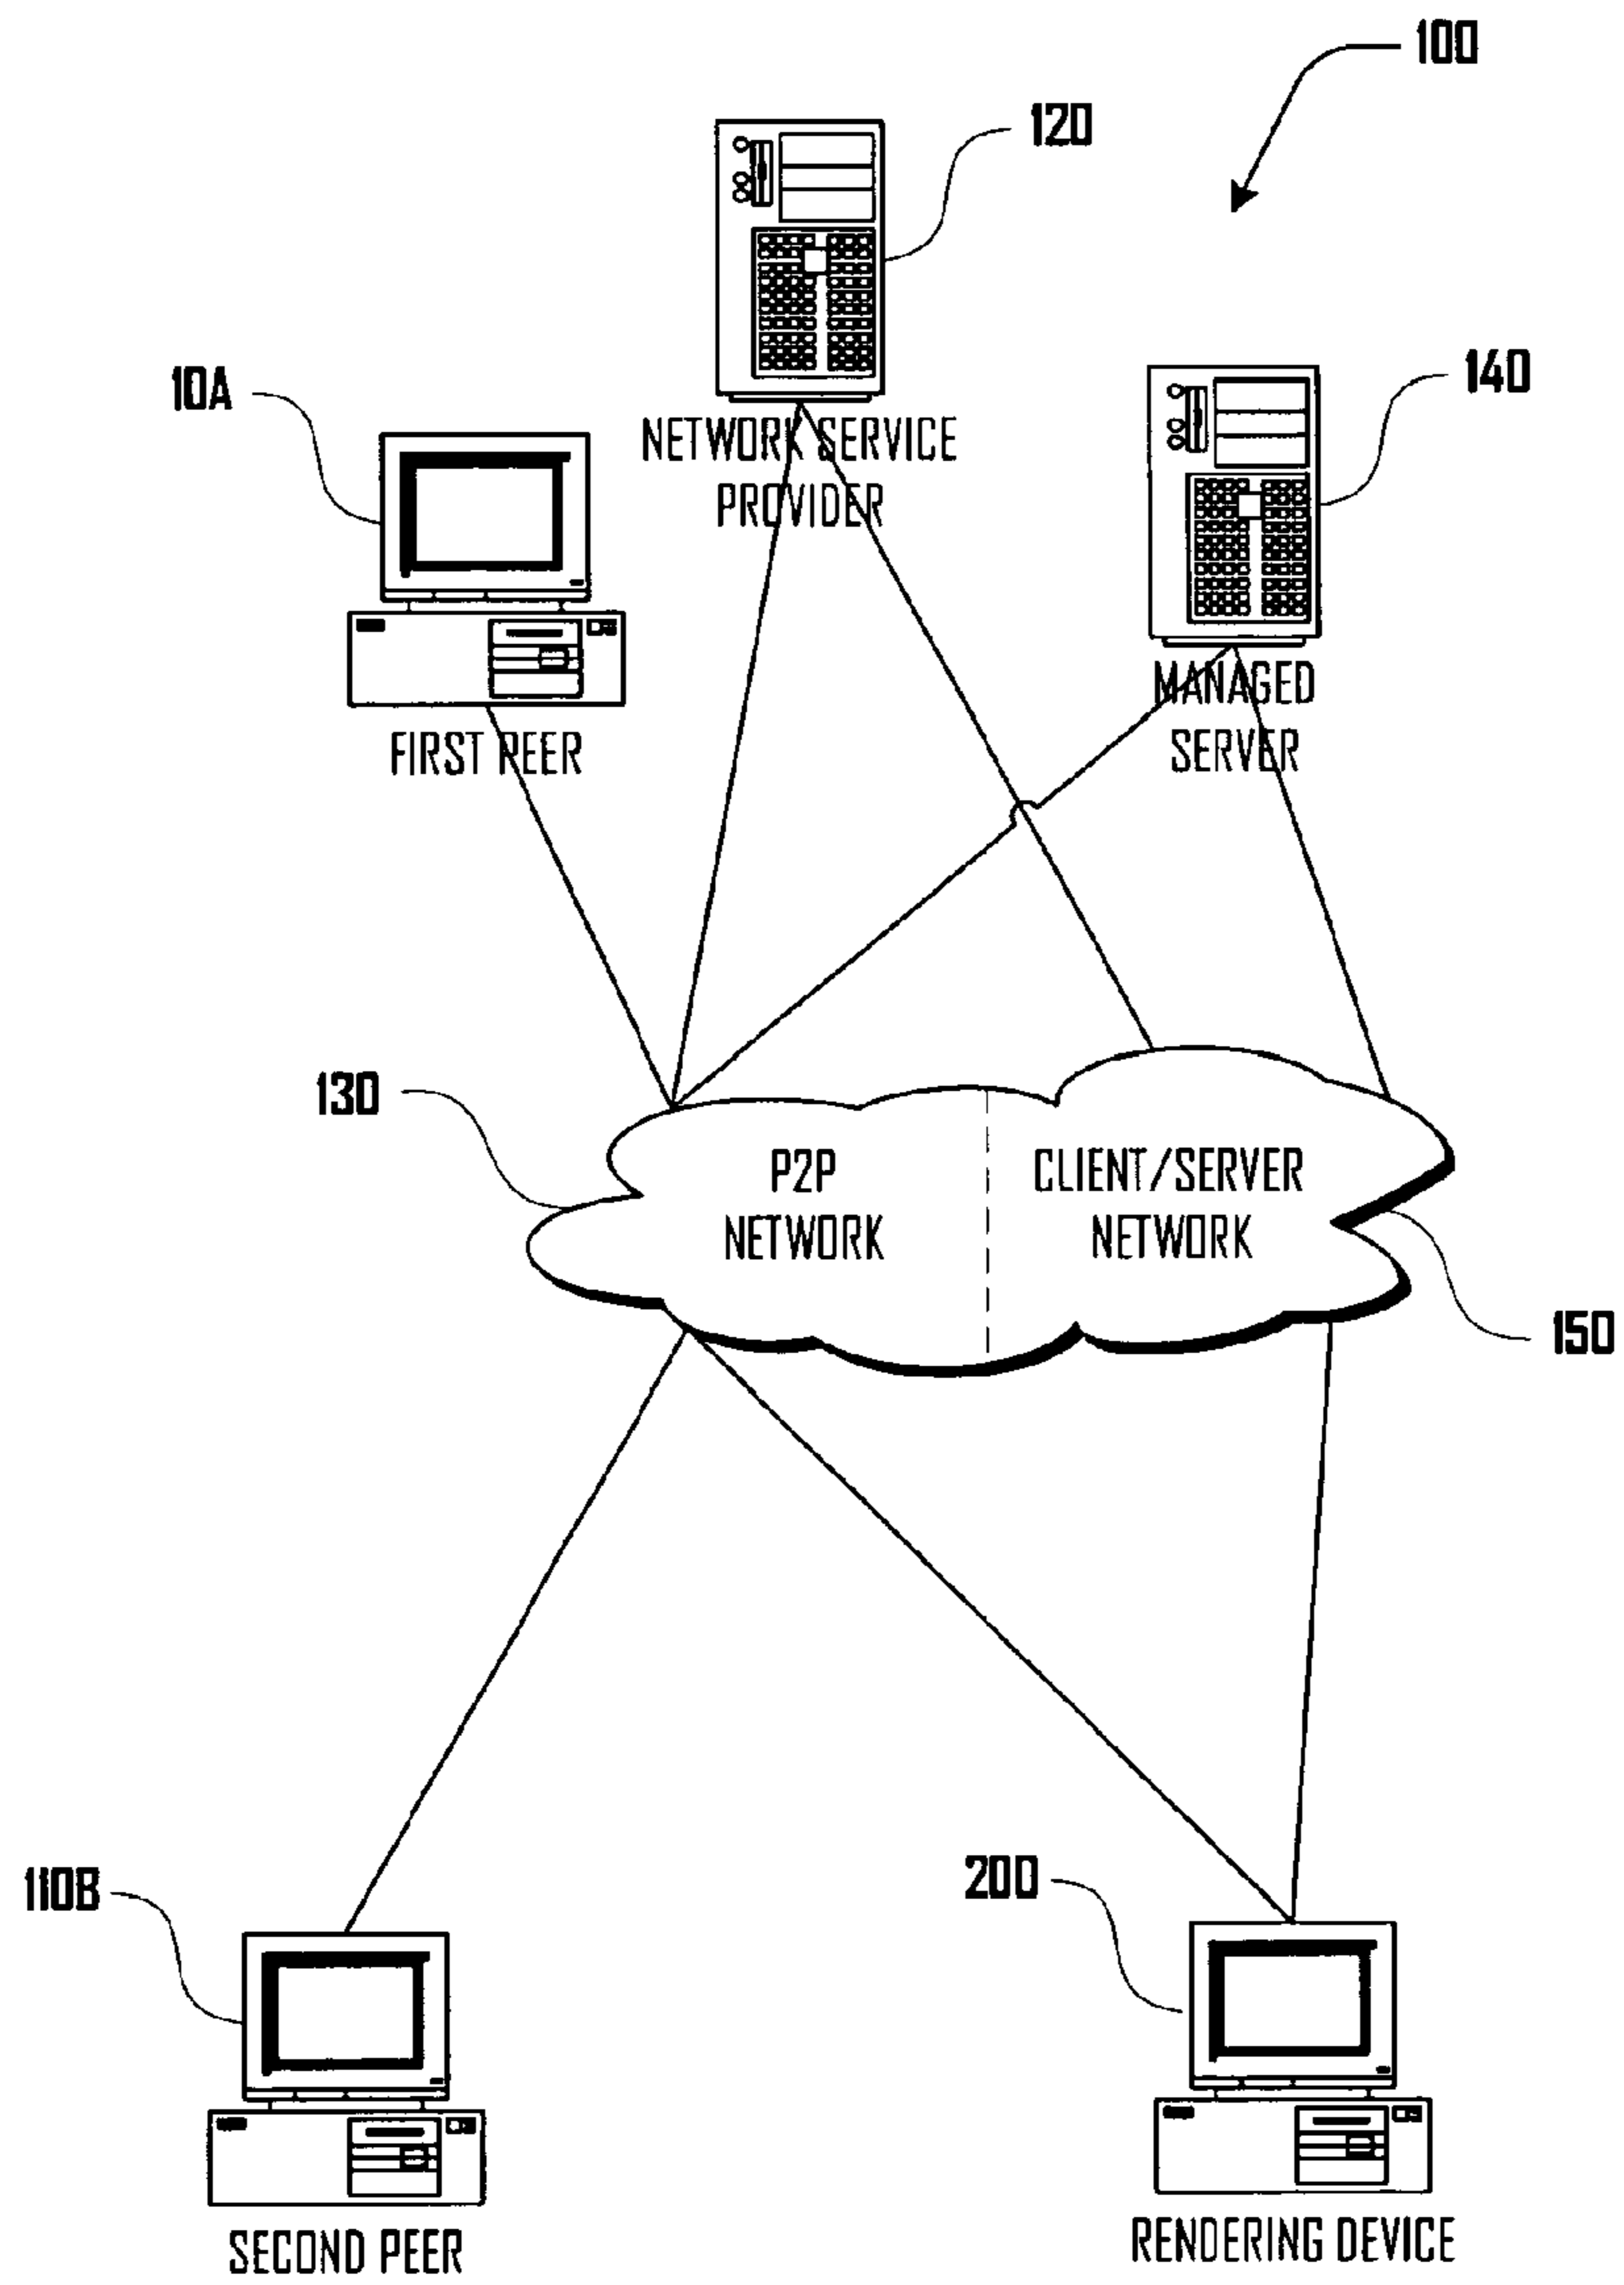 100
120
NETWORK SERVICE
PROVIDER
140
MANAGED
SERVER
10A
FIRST PEER
130
P2P
NETWORK
CLIENT/SERVER
NETWORK
150
110B
SECOND PEER
200
RENDERING DEVICE